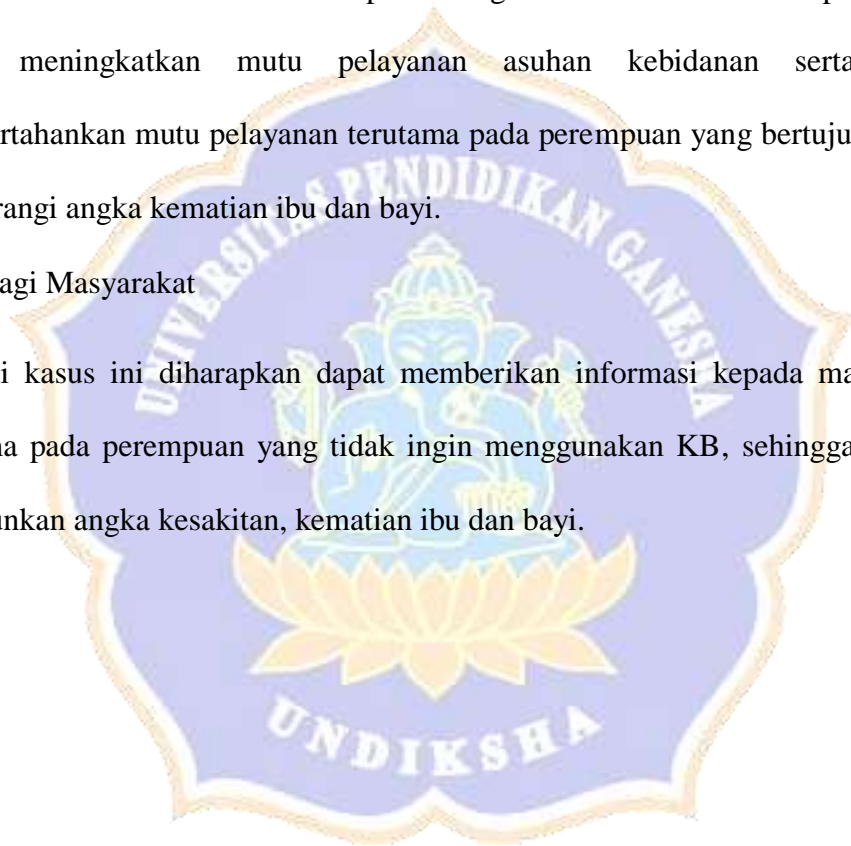 meningkatkan mutu pelayanan asuhan kebidanan serta
rtahankan mutu pelayanan terutama pada perempuan yang bertuju
rangi angka kematian ibu dan bayi.
agi Masyarakat
i kasus ini diharapkan dapat memberikan informasi kepada ma
na pada perempuan yang tidak ingin menggunakan KB, sehingga
unkan angka kesakitan, kematian ibu dan bayi.
UNIVERSITAS PENDIDIKAN GANESHA
UNDIKSHA